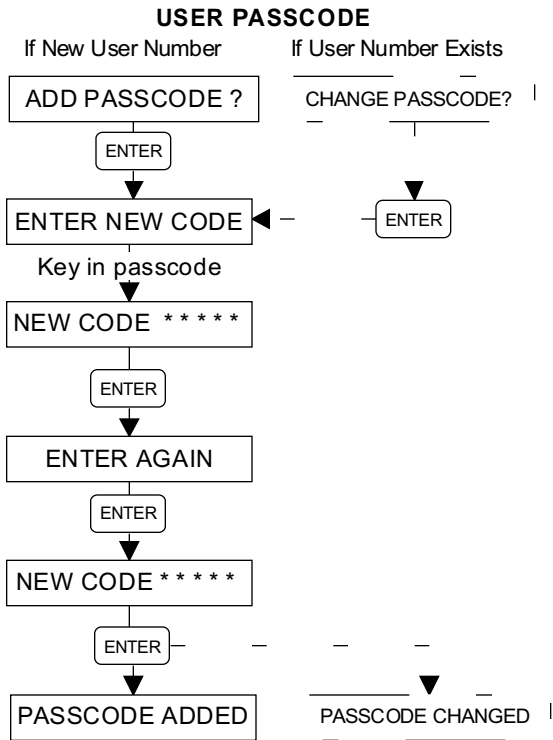 USER PASSCODE
If New User Number If User Number Exists
ADD PASSCODE ? CHANGE PASSCODE?
ENTER
ENTER NEW CODE ENTER
Key in passcode
NEW CODE * * * * *
ENTER
ENTER AGAIN
ENTER
NEW CODE * * * * *
ENTER
PASSCODE ADDED PASSCODE CHANGED